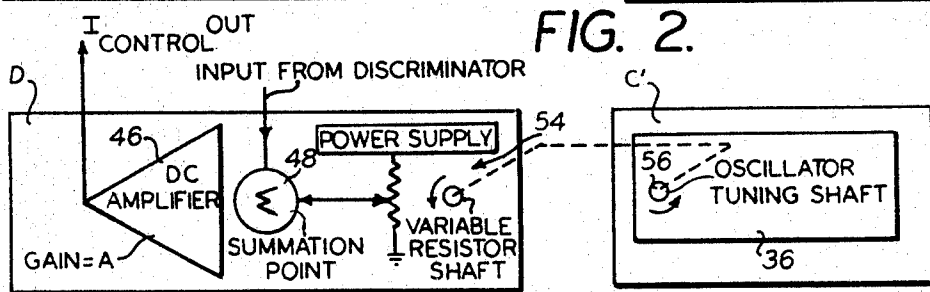 FIG. 2.
I CONTROL OUT
INPUT FROM DISCRIMINATOR
D
C'
POWER SUPPLY
54
46
DC
AMPLIFIER
48
Σ
56
OSCILLATOR
TUNING SHAFT
VARIABLE
RESISTOR
SHAFT
SUMMATION
POINT
GAIN=A
36